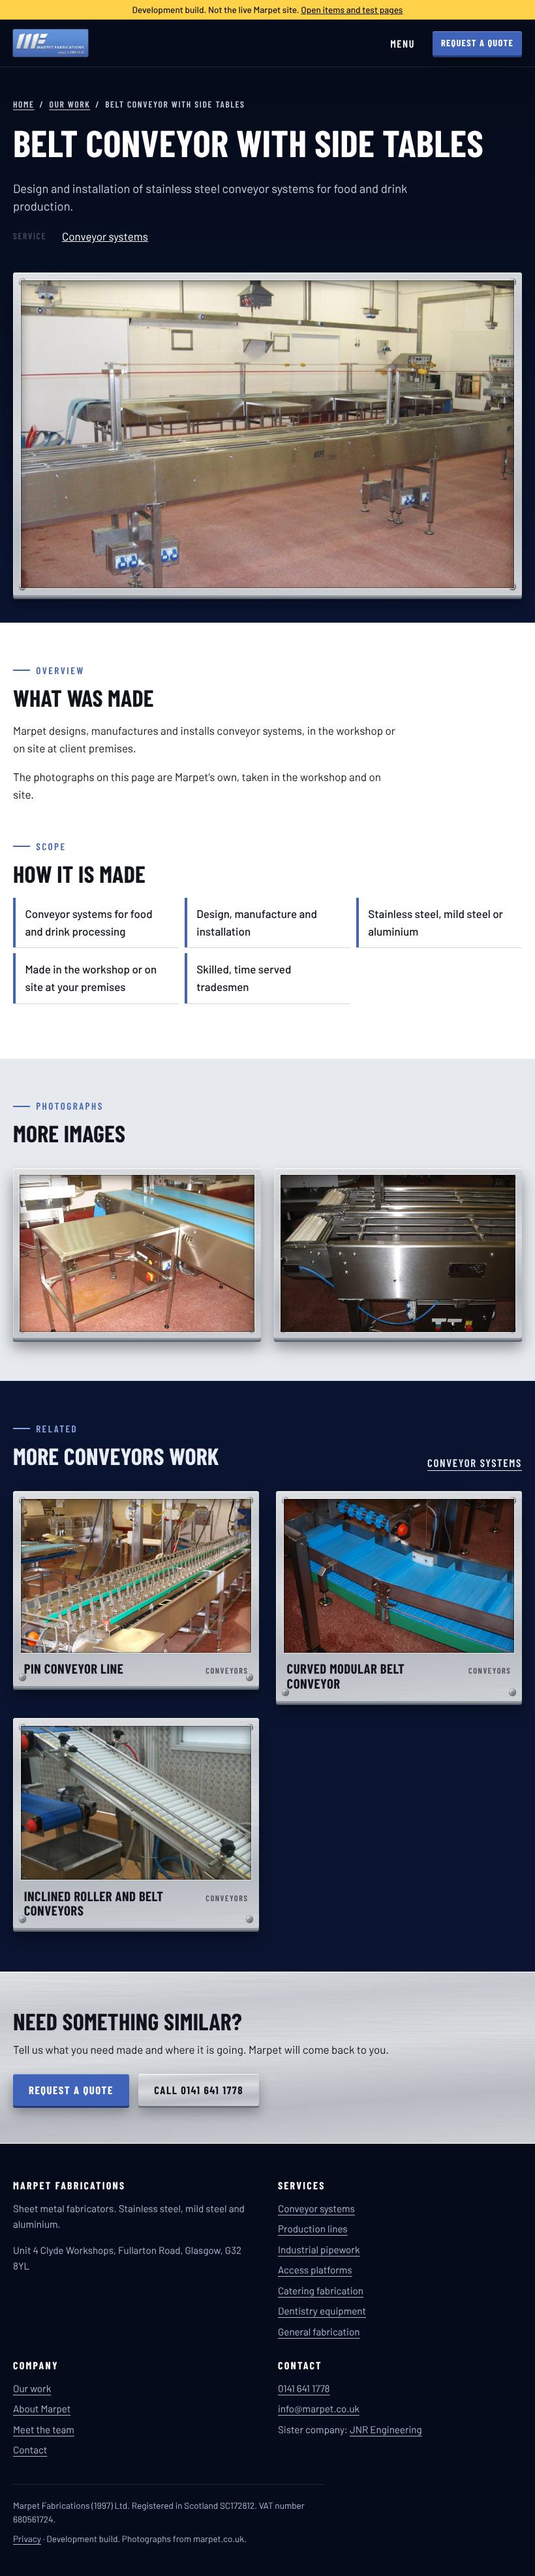 Development build. Not the live Marpet site. Open items and test pages
MF
MARPET FABRICATIONS
MENU
REQUEST A QUOTE
HOME / OUR WORK / BELT CONVEYOR WITH SIDE TABLES
BELT CONVEYOR WITH SIDE TABLES
Design and installation of stainless steel conveyor systems for food and drink
production.
SERVICE
Conveyor systems
OVERVIEW
WHAT WAS MADE
Marpet designs, manufactures and installs conveyor systems, in the workshop or
on site at client premises.
The photographs on this page are Marpet's own, taken in the workshop and on
site.
SCOPE
HOW IT IS MADE
Conveyor systems for food
and drink processing
Design, manufacture and
installation
Stainless steel, mild steel or
aluminium
Made in the workshop or on
site at your premises
Skilled, time served
tradesmen
PHOTOGRAPHS
MORE IMAGES
RELATED
MORE CONVEYORS WORK
CONVEYOR SYSTEMS
PIN CONVEYOR LINE
CONVEYORS
CURVED MODULAR BELT
CONVEYOR
CONVEYORS
INCLINED ROLLER AND BELT
CONVEYORS
CONVEYORS
NEED SOMETHING SIMILAR?
Tell us what you need made and where it is going. Marpet will come back to you.
REQUEST A QUOTE
CALL 0141 641 1778
MARPET FABRICATIONS
Sheet metal fabricators. Stainless steel, mild steel and
aluminium.
Unit 4 Clyde Workshops, Fullarton Road, Glasgow, G32
8YL
SERVICES
Conveyor systems
Production lines
Industrial pipework
Access platforms
Catering fabrication
Dentistry equipment
General fabrication
COMPANY
Our work
About Marpet
Meet the team
Contact
CONTACT
0141 641 1778
info@marpet.co.uk
Sister company: JNR Engineering
Marpet Fabrications (1997) Ltd. Registered in Scotland SC172812. VAT number
680561724.
Privacy · Development build. Photographs from marpet.co.uk.